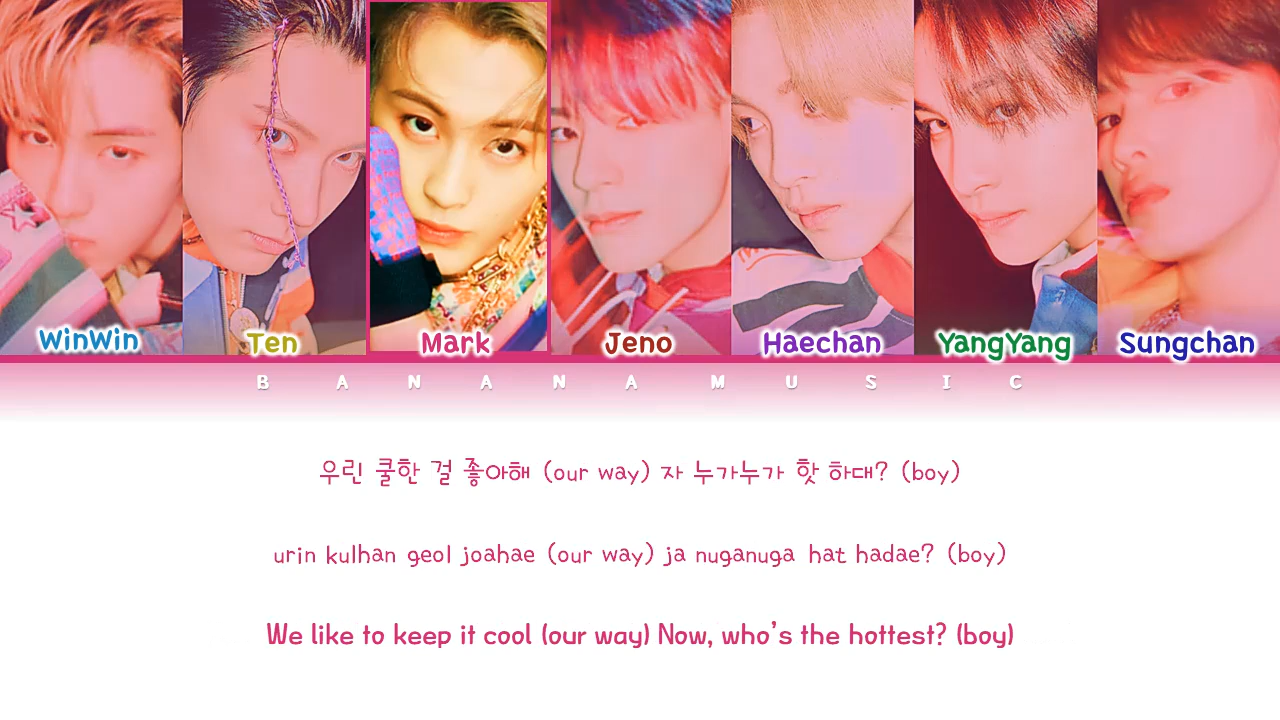 WinWin Ten Mark Jeno Haechan YangYang Sungchan
BANANA MUSIC
우린 쿨한 걸 좋아해 (our way) 자 누가누가 핫 하대? (boy)
urin kulhan geol joahae (our way) ja nuganuga hat hadae? (boy)
We like to keep it cool (our way) Now, who's the hottest? (boy)